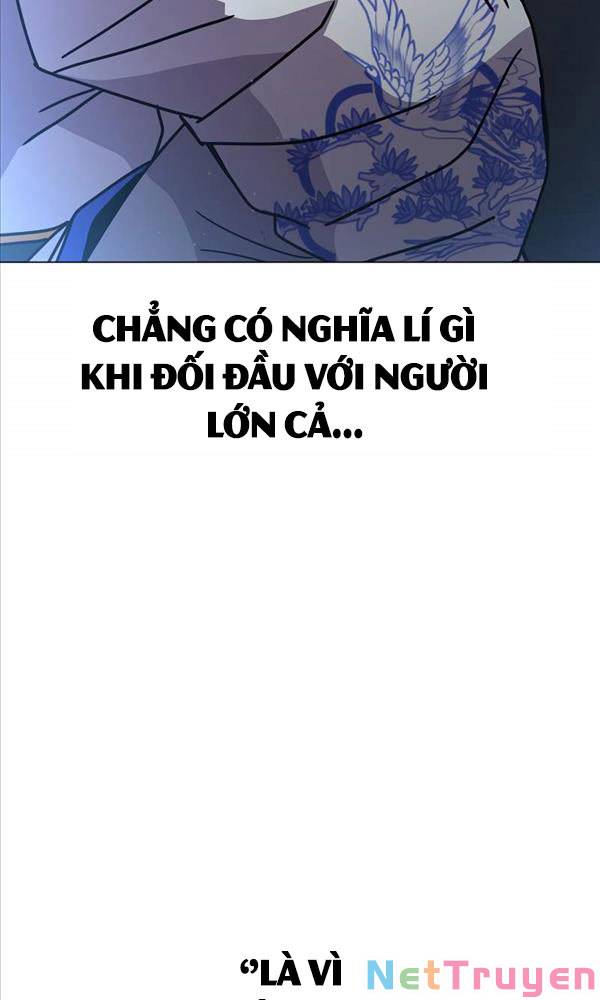 CHẲNG CÓ NGHĨA LÍ GÌ
KHI ĐỐI ĐẦU VỚI NGƯỜI
LỚN CẢ...
"LÀ VÌ
NetTruyen